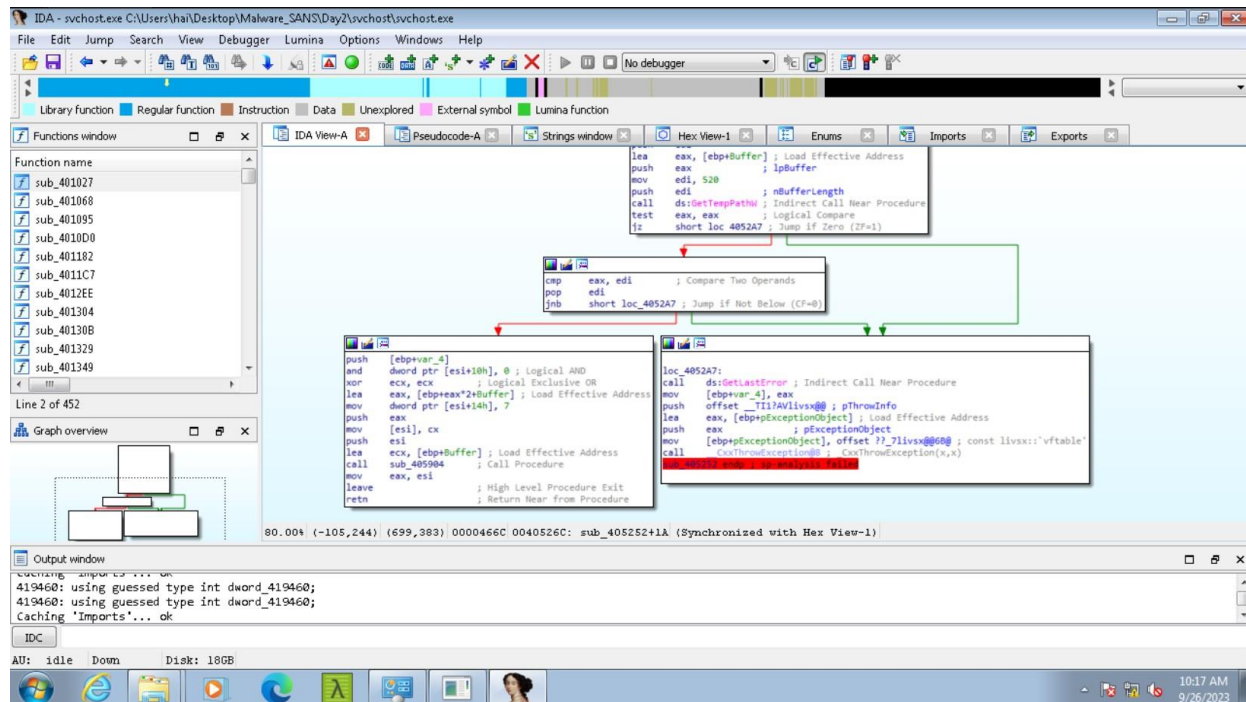 IDA - svchost.exe C:\Users\hai\Desktop\Malware_SANS\Day2\svchost\svchost.exe
File Edit Jump Search View Debugger Lumina Options Windows Help
No debugger
Library function Regular function Instruction Data Unexplored External symbol Lumina function
Functions window
IDA View-A Pseudocode-A Strings window Hex View-1 Enums Imports Exports
Function name
sub_401027
sub_401068
sub_401095
sub_4010D0
sub_401182
sub_4011C7
sub_4012EE
sub_401304
sub_40130B
sub_401329
sub_401349
Line 2 of 452
Graph overview
lea eax, [ebp+Buffer] ; Load Effective Address
push eax ; lpBuffer
mov edi, 520
push edi ; nBufferLength
call ds:GetTempPathW ; Indirect Call Near Procedure
test eax, eax ; Logical Compare
jz short loc_4052A7 ; Jump if Zero (ZF=1)
cmp eax, edi ; Compare Two Operands
pop edi
jnb short loc_4052A7 ; Jump if Not Below (CF=0)
push [ebp+var_4]
and dword ptr [esi+10h], 0 ; Logical AND
xor ecx, ecx ; Logical Exclusive OR
lea eax, [ebp+eax*2+Buffer] ; Load Effective Address
mov dword ptr [esi+14h], 7
push eax
mov [esi], cx
push esi
lea ecx, [ebp+Buffer] ; Load Effective Address
call sub_405904 ; Call Procedure
mov eax, esi
leave ; High Level Procedure Exit
retn ; Return Near from Procedure
loc_4052A7:
call ds:GetLastError ; Indirect Call Near Procedure
mov [ebp+var_4], eax
push offset __TI1?AVlivsx@@ ; pThrowInfo
lea eax, [ebp+pExceptionObject] ; Load Effective Address
push eax ; pExceptionObject
mov [ebp+pExceptionObject], offset ??_7livsx@@6B@ ; const livsx::`vftable'
call __CxxThrowException@8 ; _CxxThrowException(x,x)
sub_405252 endp ; sp-analysis failed
80.00% (-105,244) (699,383) 0000466C 0040526C: sub_405252+1A (Synchronized with Hex View-1)
Output window
Caching 'Imports'... ok
419460: using guessed type int dword_419460;
419460: using guessed type int dword_419460;
Caching 'Imports'... ok
IDC
AU: idle Down Disk: 18GB
10:17 AM
9/26/2023